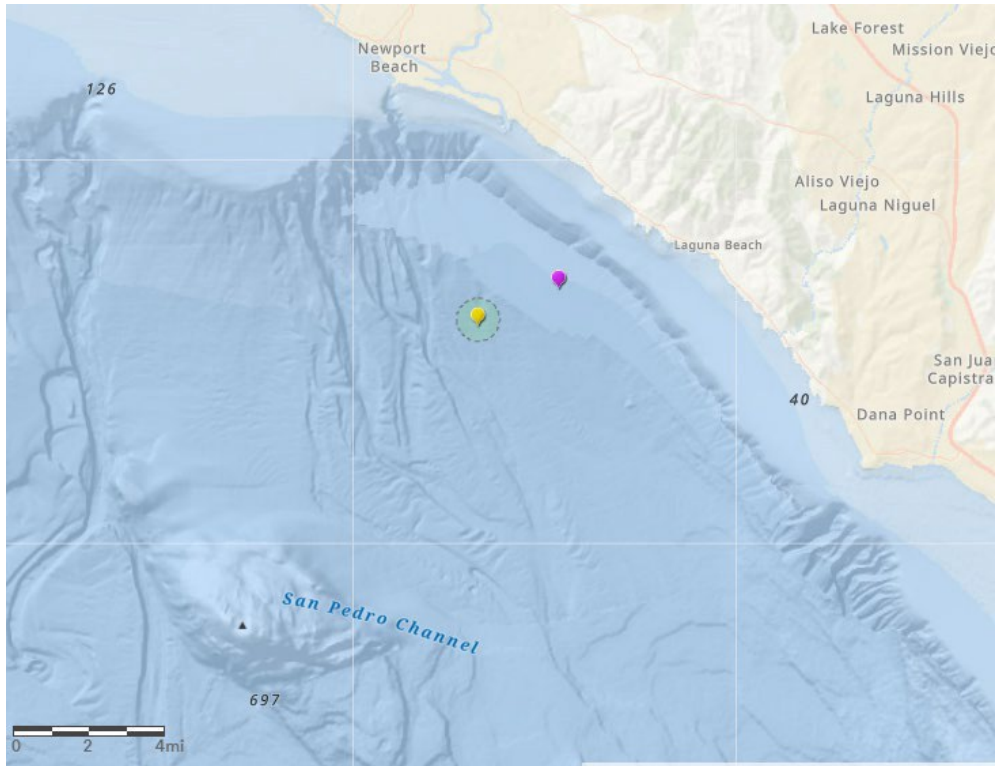 Lake Forest
Mission Viejo
Newport
Beach
126
Laguna Hills
Aliso Viejo
Laguna Niguel
Laguna Beach
San Jua
Capistra
40
Dana Point
San Pedro Channel
697
0 2 4mi